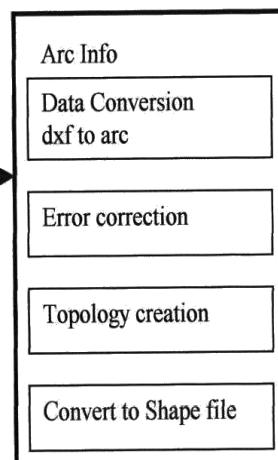 Arc Info
Data Conversion
dxf to arc
Error correction
Topology creation
Convert to Shape file